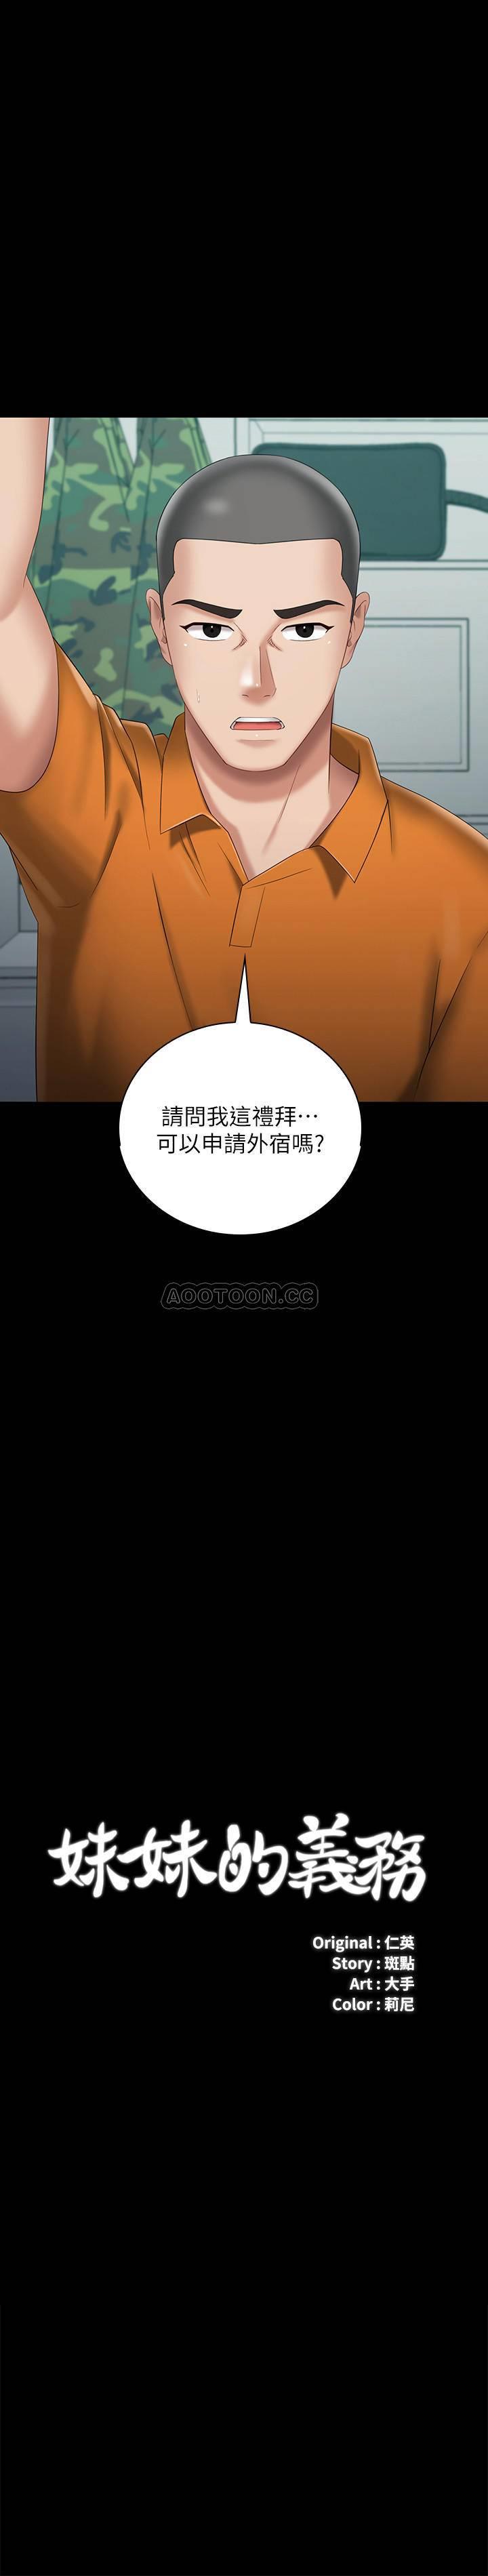 請問我這禮拜…
可以申請外宿嗎?
AOOTOON.CC
妹妹的義務
Original : 仁英
Story : 斑點
Art : 大手
Color : 莉尼